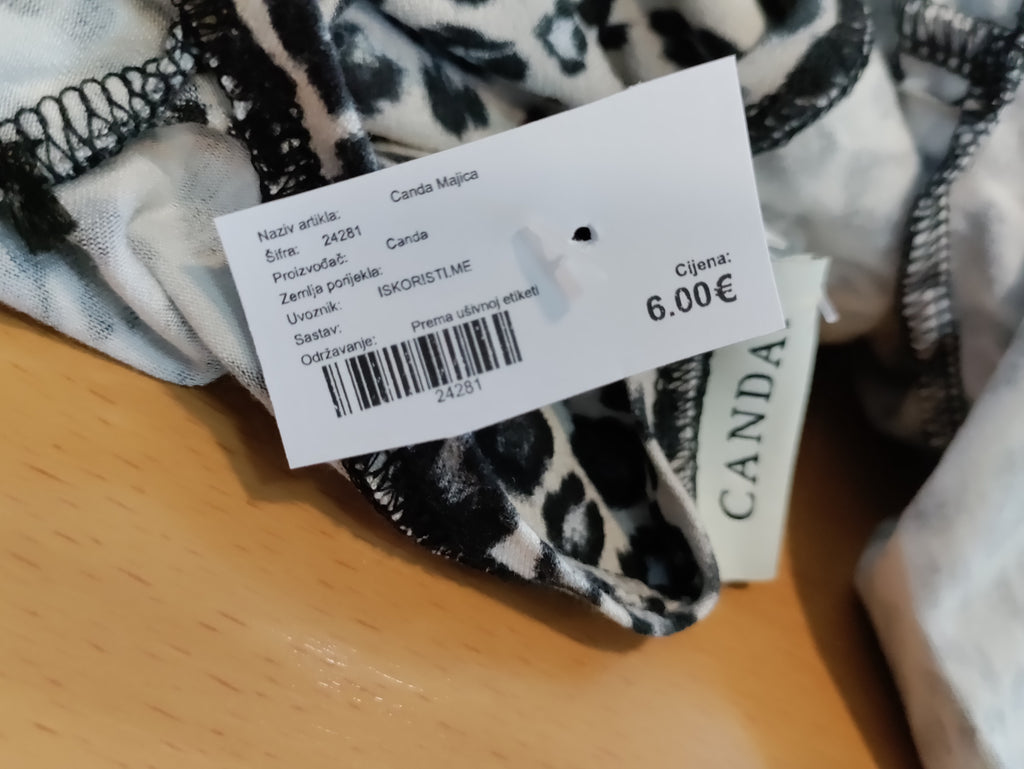 Naziv artikla: Canda Majica
Šifra: 24281
Proizvođač: Canda
Zemlja porijekla:
Uvoznik: ISKORISTI.ME
Sastav:
Održavanje: Prema ušivnoj etiketi
24281
Cijena:
6.00€
CANDA